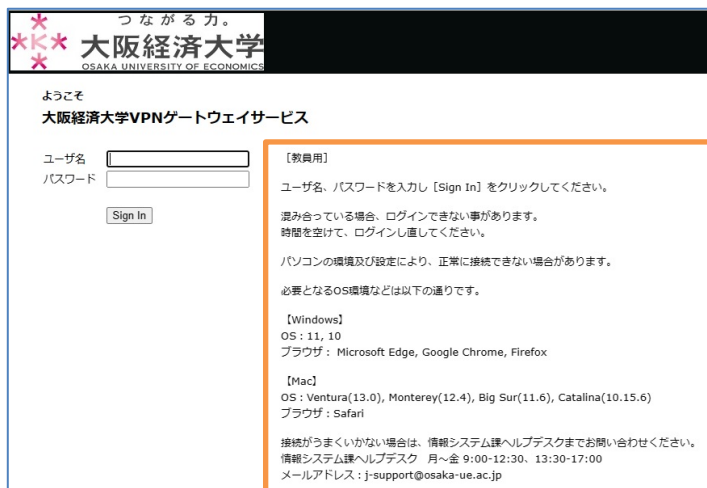 つながる力。
大阪経済大学
OSAKA UNIVERSITY OF ECONOMICS
ようこそ
大阪経済大学VPNゲートウェイサービス
ユーザ名
パスワード
Sign In
［教員用］
ユーザ名、パスワードを入力し［Sign In］をクリックしてください。
混み合っている場合、ログインできない事があります。
時間を空けて、ログインし直してください。
パソコンの環境及び設定により、正常に接続できない場合があります。
必要となるOS環境などは以下の通りです。
【Windows】
OS：11, 10
ブラウザ： Microsoft Edge, Google Chrome, Firefox
【Mac】
OS：Ventura(13.0), Monterey(12.4), Big Sur(11.6), Catalina(10.15.6)
ブラウザ：Safari
接続がうまくいかない場合は、情報システム課ヘルプデスクまでお問い合わせください。
情報システム課ヘルプデスク　月～金 9:00-12:30、13:30-17:00
メールアドレス：j-support@osaka-ue.ac.jp